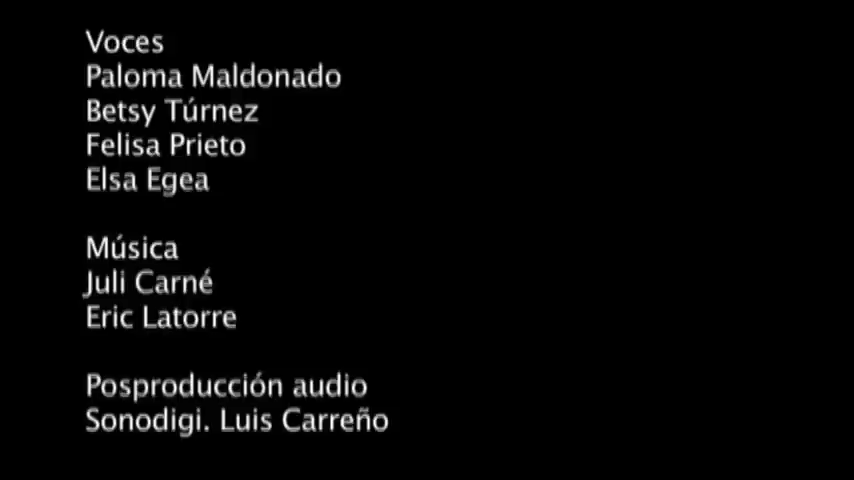 Voces
Paloma Maldonado
Betsy Túrnez
Felisa Prieto
Elsa Egea
Música
Juli Carné
Eric Latorre
Posproducción audio
Sonodigi. Luis Carreño